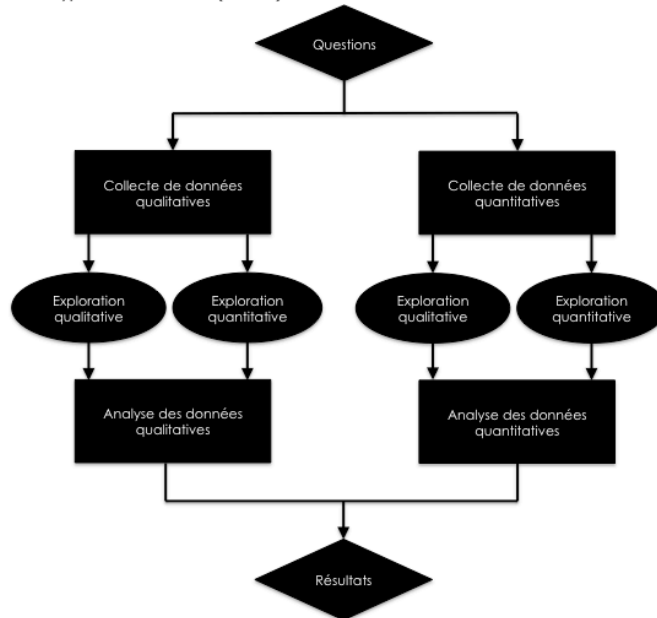 Questions
Collecte de données
qualitatives
Collecte de données
quantitatives
Exploration
qualitative
Exploration
quantitative
Exploration
qualitative
Exploration
quantitative
Analyse des données
qualitatives
Analyse des données
quantitatives
Résultats